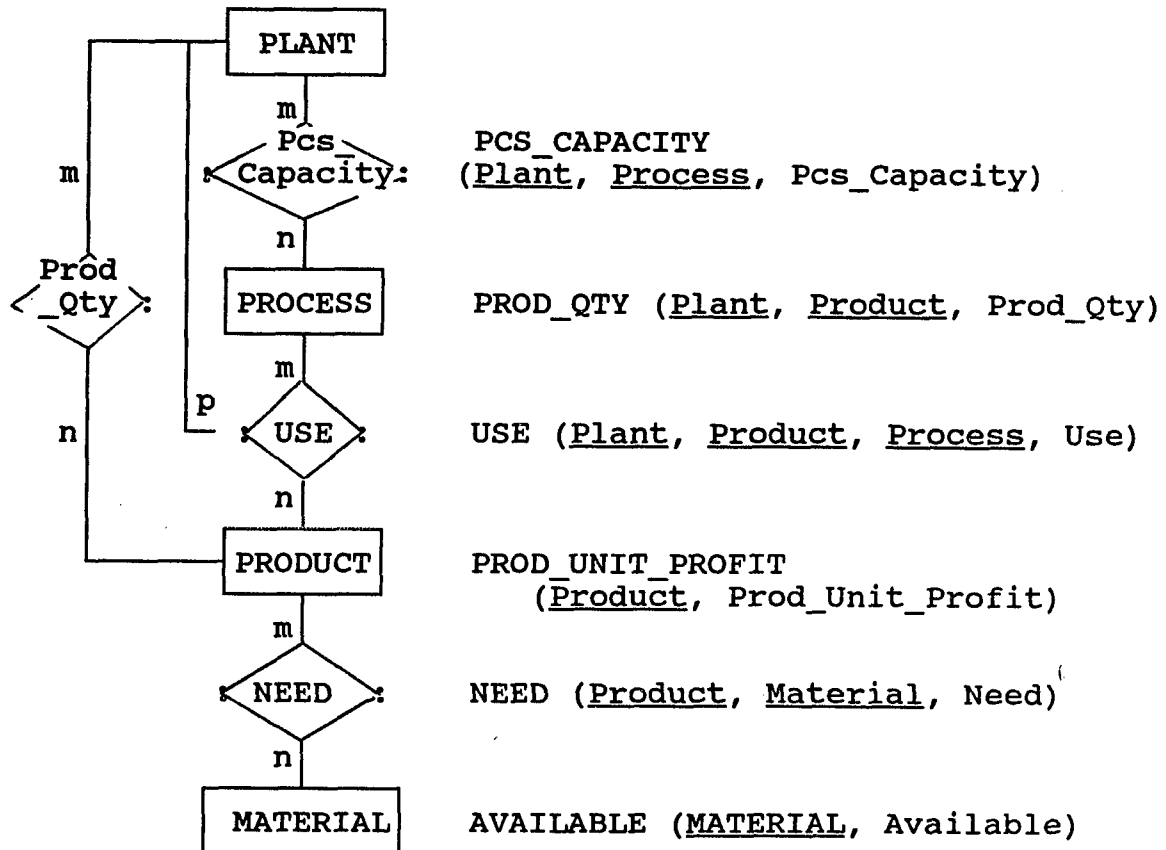 PLANT
m
Pcs_
Capacity
PCS_CAPACITY
(Plant, Process, Pcs_Capacity)
m
n
Prod
_Qty
PROCESS
PROD_QTY (Plant, Product, Prod_Qty)
m
p
n
USE
USE (Plant, Product, Process, Use)
n
PRODUCT
PROD_UNIT_PROFIT
(Product, Prod_Unit_Profit)
m
NEED
NEED (Product, Material, Need)
n
MATERIAL
AVAILABLE (MATERIAL, Available)